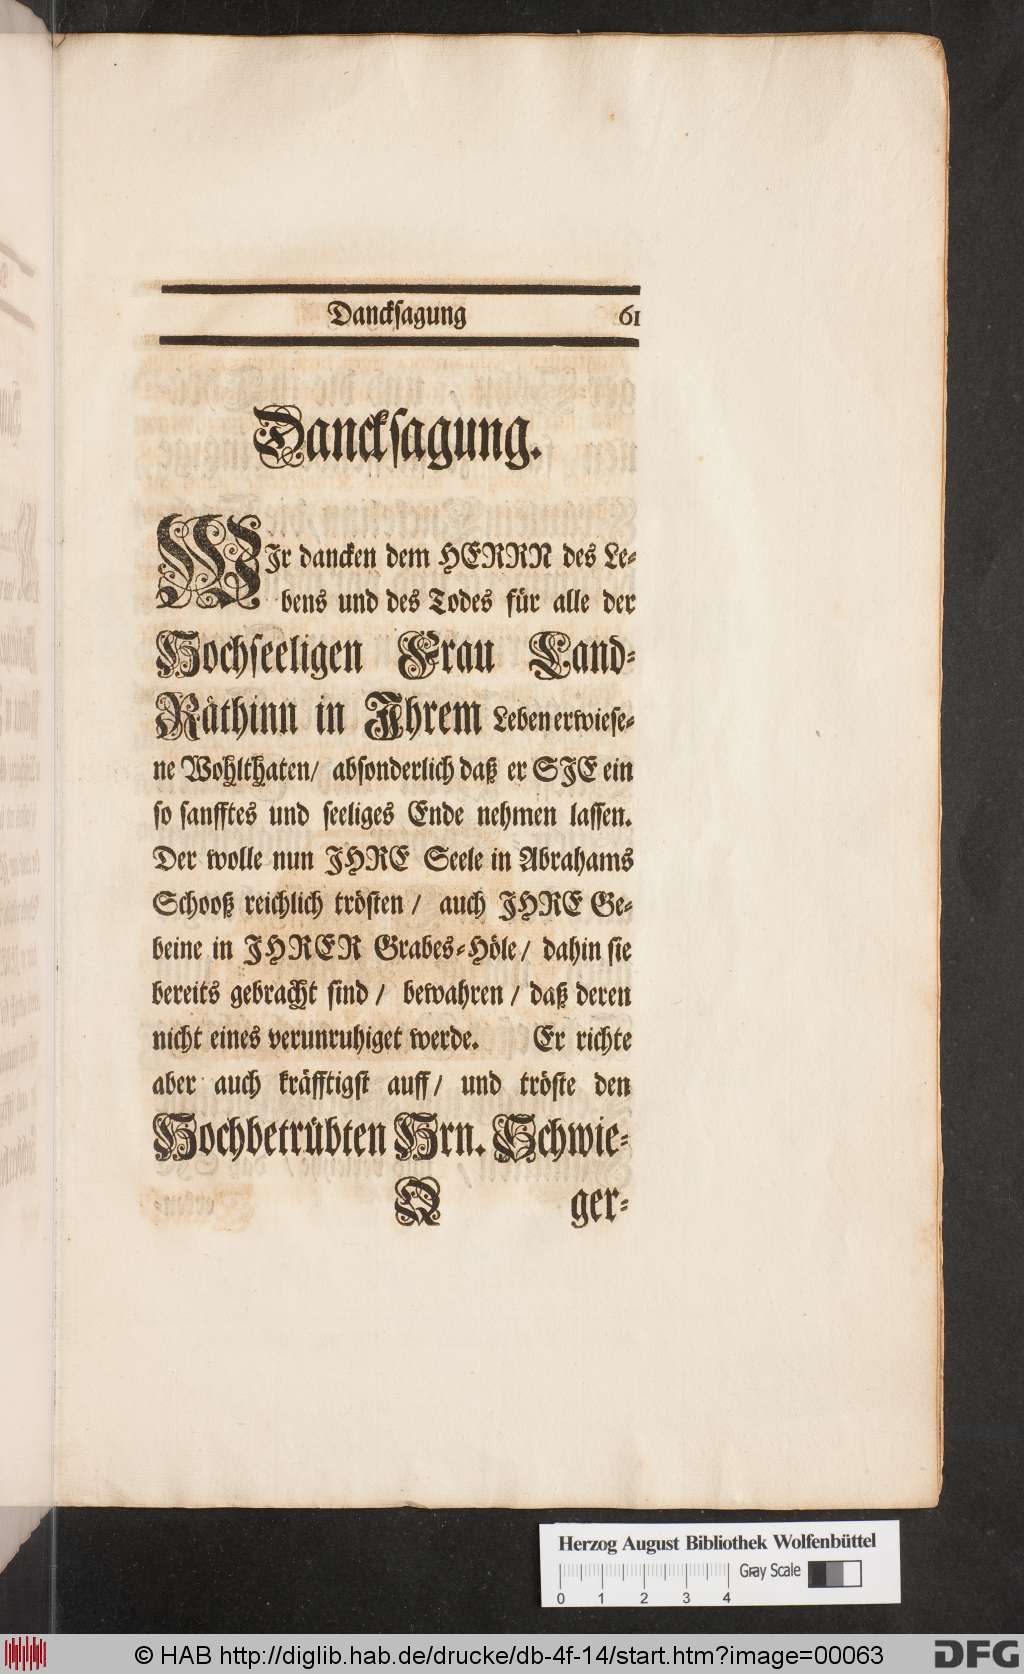 Danckſagung 61
Danckſagung.
WIr dancken dem HERRN des Le-
bens und des Todes für alle der
Hochſeeligen Frau Land-
Räthinn in Ihrem Leben erwieſe-
ne Wohlthaten/ abſonderlich daß er SIE ein
ſo ſanfftes und ſeeliges Ende nehmen laſſen.
Der wolle nun IHRE Seele in Abrahams
Schooß reichlich tröſten/ auch IHRE Ge-
beine in IHRER Grabes-Höle/ dahin ſie
bereits gebracht ſind/ bewahren/ daß deren
nicht eines verunruhiget werde. Er richte
aber auch kräfftigſt auff/ und tröſte den
Hochbetrübten Hrn. Schwie-
Q ger-
Herzog August Bibliothek Wolfenbüttel
Gray Scale
0 1 2 3 4
© HAB http://diglib.hab.de/drucke/db-4f-14/start.htm?image=00063
DFG